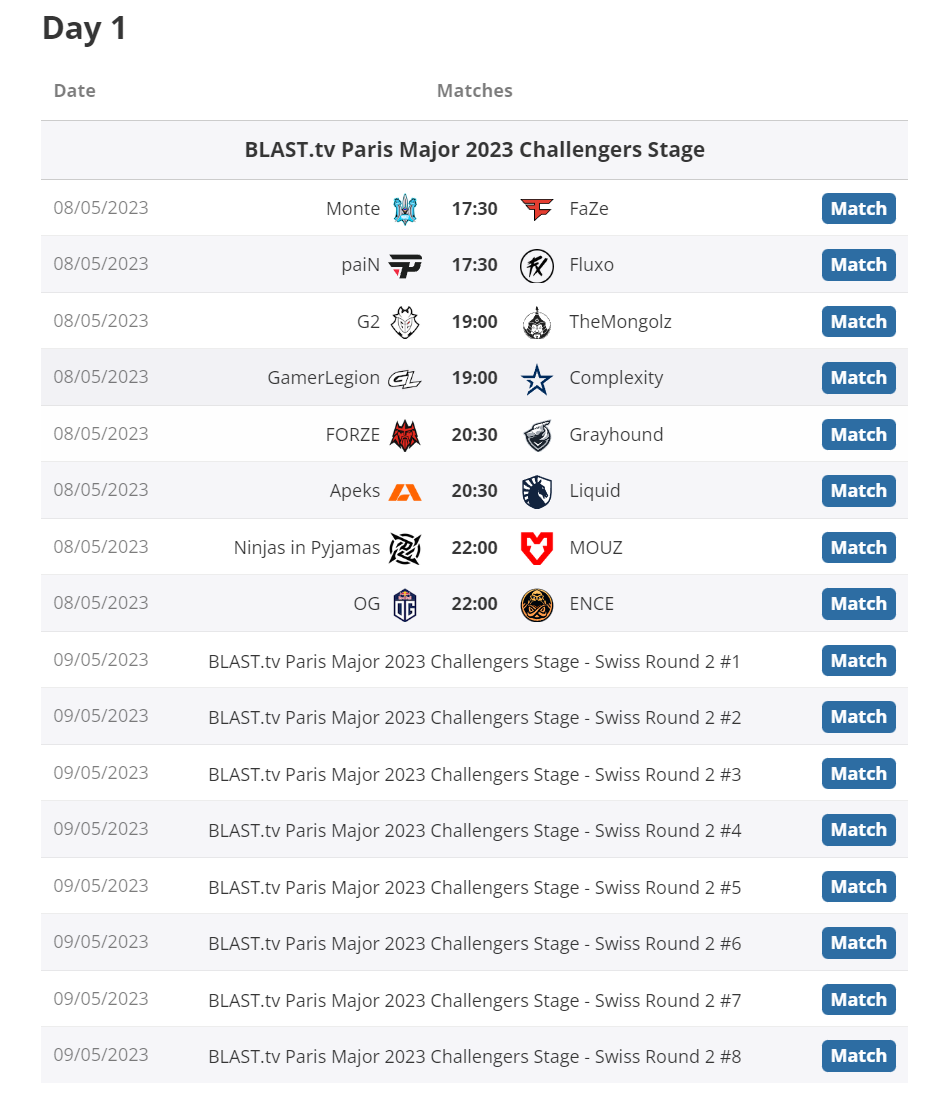 Day 1
Date Matches
BLAST.tv Paris Major 2023 Challengers Stage
08/05/2023 Monte 17:30 FaZe Match
08/05/2023 paiN 17:30 Fluxo Match
08/05/2023 G2 19:00 TheMongolz Match
08/05/2023 GamerLegion GL 19:00 Complexity Match
08/05/2023 FORZE 20:30 Grayhound Match
08/05/2023 Apeks 20:30 Liquid Match
08/05/2023 Ninjas in Pyjamas 22:00 MOUZ Match
08/05/2023 OG OG 22:00 ENCE Match
09/05/2023 BLAST.tv Paris Major 2023 Challengers Stage - Swiss Round 2 #1 Match
09/05/2023 BLAST.tv Paris Major 2023 Challengers Stage - Swiss Round 2 #2 Match
09/05/2023 BLAST.tv Paris Major 2023 Challengers Stage - Swiss Round 2 #3 Match
09/05/2023 BLAST.tv Paris Major 2023 Challengers Stage - Swiss Round 2 #4 Match
09/05/2023 BLAST.tv Paris Major 2023 Challengers Stage - Swiss Round 2 #5 Match
09/05/2023 BLAST.tv Paris Major 2023 Challengers Stage - Swiss Round 2 #6 Match
09/05/2023 BLAST.tv Paris Major 2023 Challengers Stage - Swiss Round 2 #7 Match
09/05/2023 BLAST.tv Paris Major 2023 Challengers Stage - Swiss Round 2 #8 Match